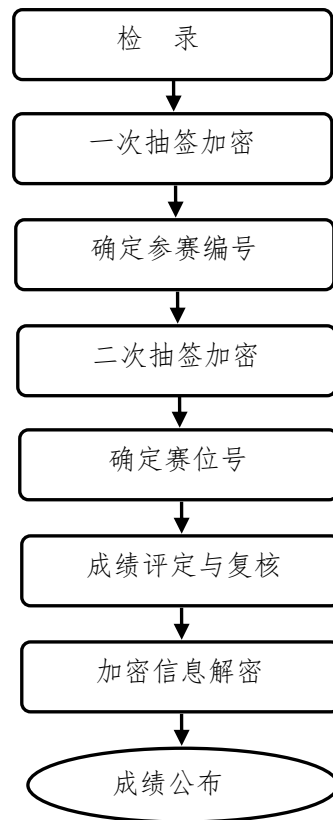 检 录
一次抽签加密
确定参赛编号
二次抽签加密
确定赛位号
成绩评定与复核
加密信息解密
成绩公布